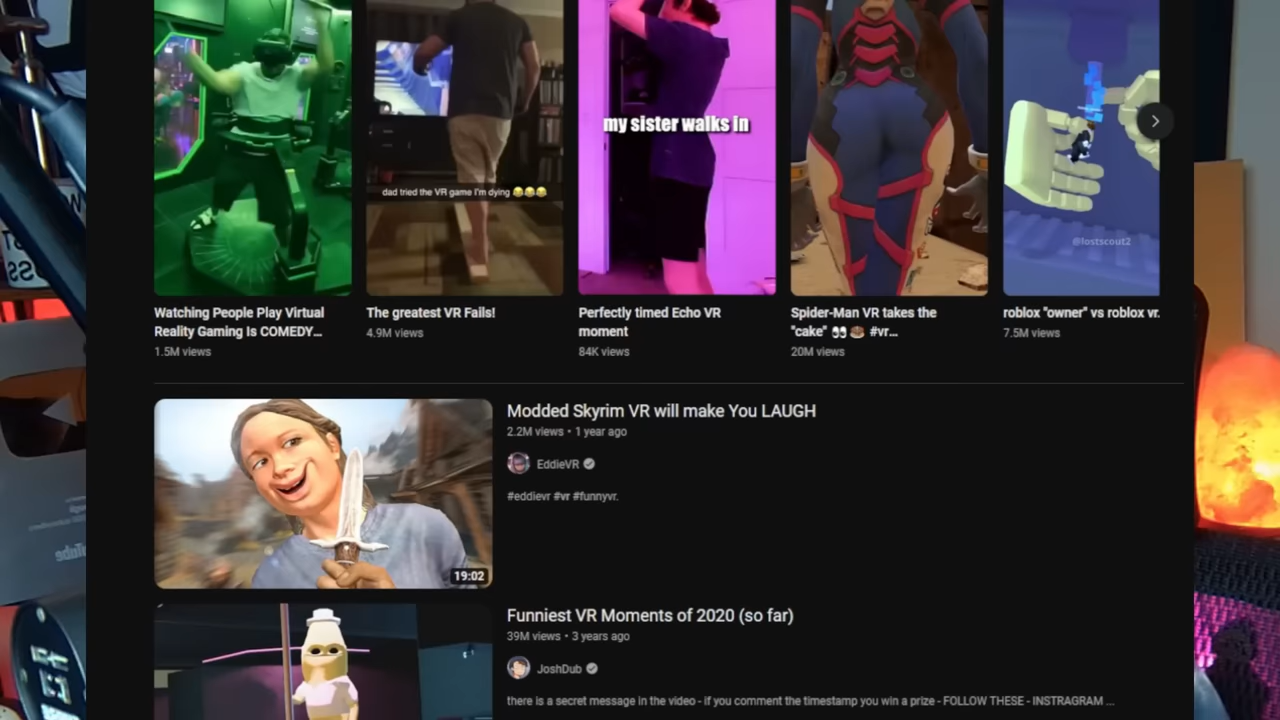 my sister walks in
dad tried the VR game I'm dying 😂😂😂
@lostscout2
Watching People Play Virtual
Reality Gaming Is COMEDY...
1.5M views
The greatest VR Fails!
4.9M views
Perfectly timed Echo VR
moment
84K views
Spider-Man VR takes the
"cake" 👀🎂 #vr...
20M views
roblox "owner" vs roblox vr.
7.5M views
Modded Skyrim VR will make You LAUGH
2.2M views • 1 year ago
EddieVR
#eddievr #vr #funnyvr.
19:02
Funniest VR Moments of 2020 (so far)
39M views • 3 years ago
JoshDub
there is a secret message in the video - if you comment the timestamp you win a prize - FOLLOW THESE - INSTRAGRAM ...